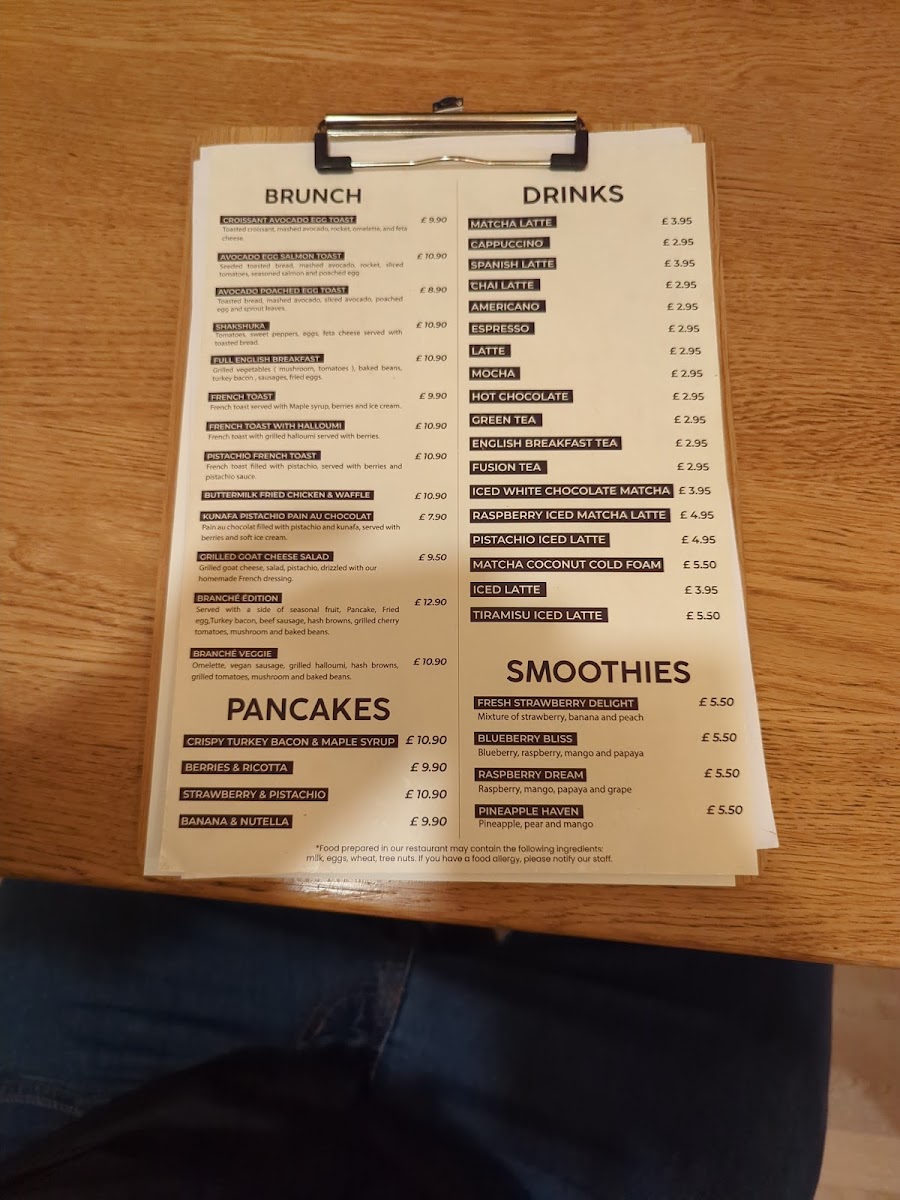 BRUNCH
CROISSANT AVOCADO EGG TOAST £ 9.90
Toasted croissant, mashed avocado, rocket, omelette, and feta
cheese.
AVOCADO EGG SALMON TOAST £ 10.90
Seeded toasted bread, mashed avocado, rocket, sliced
tomatoes, seasoned salmon and poached egg.
AVOCADO POACHED EGG TOAST £ 8.90
Toasted bread, mashed avocado, sliced avocado, poached
egg and sprout leaves.
SHAKSHUKA £ 10.90
Tomatoes, sweet peppers, eggs, feta cheese served with
toasted bread.
FULL ENGLISH BREAKFAST £ 10.90
Grilled vegetables ( mushroom, tomatoes ), baked beans,
turkey bacon , sausages, fried eggs.
FRENCH TOAST £ 9.90
French toast served with Maple syrup, berries and ice cream.
FRENCH TOAST WITH HALLOUMI £ 10.90
French toast with grilled halloumi served with berries.
PISTACHIO FRENCH TOAST £ 10.90
French toast filled with pistachio, served with berries and
pistachio sauce.
BUTTERMILK FRIED CHICKEN & WAFFLE £ 10.90
KUNAFA PISTACHIO PAIN AU CHOCOLAT £ 7.90
Pain au chocolat filled with pistachio and kunafa, served with
berries and soft ice cream.
GRILLED GOAT CHEESE SALAD £ 9.50
Grilled goat cheese, salad, pistachio, drizzled with our
homemade French dressing.
BRANCHÉ ÉDITION £ 12.90
Served with a side of seasonal fruit, Pancake, Fried
egg,Turkey bacon, beef sausage, hash browns, grilled cherry
tomatoes, mushroom and baked beans.
BRANCHÉ VEGGIE £ 10.90
Omelette, vegan sausage, grilled halloumi, hash browns,
grilled tomatoes, mushroom and baked beans.
PANCAKES
CRISPY TURKEY BACON & MAPLE SYRUP £ 10.90
BERRIES & RICOTTA £ 9.90
STRAWBERRY & PISTACHIO £ 10.90
BANANA & NUTELLA £ 9.90
DRINKS
MATCHA LATTE £ 3.95
CAPPUCCINO £ 2.95
SPANISH LATTE £ 3.95
CHAI LATTE £ 2.95
AMERICANO £ 2.95
ESPRESSO £ 2.95
LATTE £ 2.95
MOCHA £ 2.95
HOT CHOCOLATE £ 2.95
GREEN TEA £ 2.95
ENGLISH BREAKFAST TEA £ 2.95
FUSION TEA £ 2.95
ICED WHITE CHOCOLATE MATCHA £ 3.95
RASPBERRY ICED MATCHA LATTE £ 4.95
PISTACHIO ICED LATTE £ 4.95
MATCHA COCONUT COLD FOAM £ 5.50
ICED LATTE £ 3.95
TIRAMISU ICED LATTE £ 5.50
SMOOTHIES
FRESH STRAWBERRY DELIGHT £ 5.50
Mixture of strawberry, banana and peach
BLUEBERRY BLISS £ 5.50
Blueberry, raspberry, mango and papaya
RASPBERRY DREAM £ 5.50
Raspberry, mango, papaya and grape
PINEAPPLE HAVEN £ 5.50
Pineapple, pear and mango
*Food prepared in our restaurant may contain the following ingredients:
milk, eggs, wheat, tree nuts. If you have a food allergy, please notify our staff.